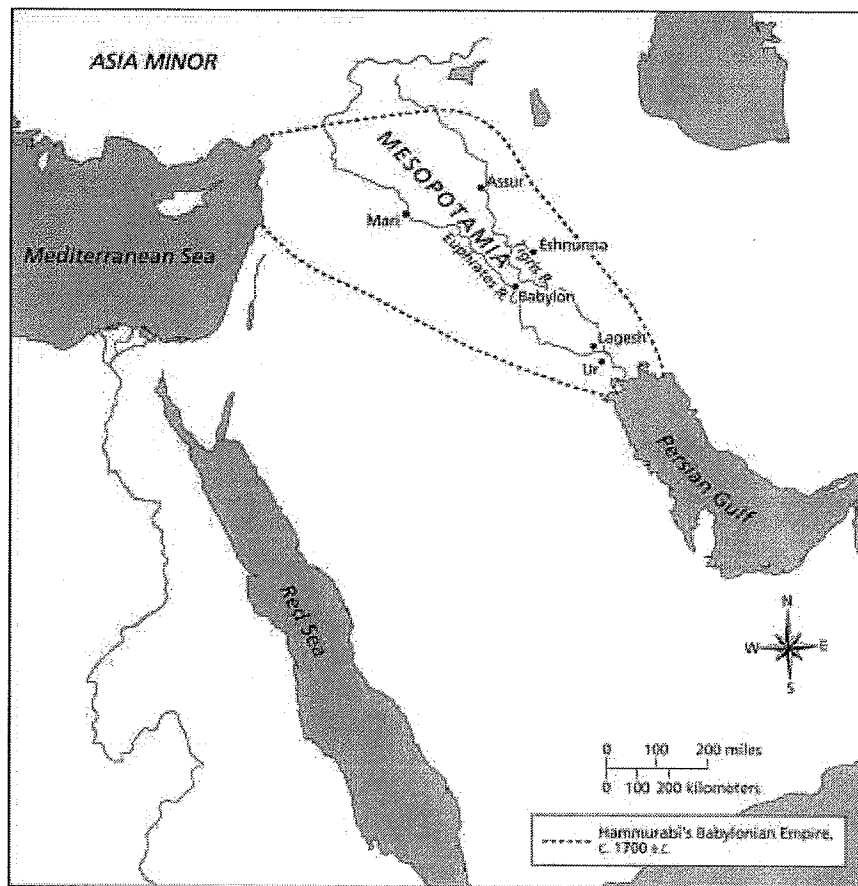 ASIA MINOR
MESOPOTAMIA
Assur
Mari
Mediterranean Sea
Tigris R.
Eshnunna
Euphrates R.
Babylon
Lagash
Ur
Persian Gulf
Red Sea
N
W E
S
0 100 200 miles
0 100 200 kilometers
Hammurabi's Babylonian Empire,
c. 1700 B.C.